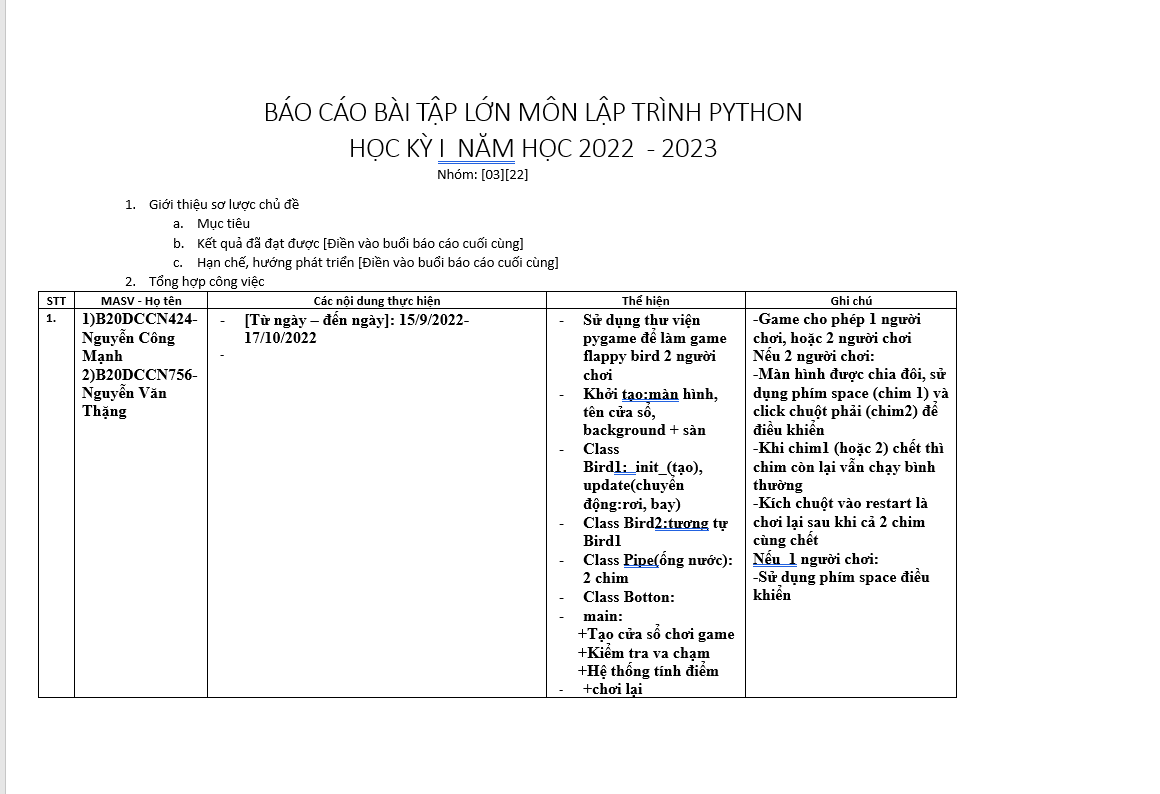 BÁO CÁO BÀI TẬP LỚN MÔN LẬP TRÌNH PYTHON
HỌC KỲ I  NĂM HỌC 2022  - 2023
Nhóm: [03][22]
1. Giới thiệu sơ lược chủ đề
a. Mục tiêu
b. Kết quả đã đạt được [Điền vào buổi báo cáo cuối cùng]
c. Hạn chế, hướng phát triển [Điền vào buổi báo cáo cuối cùng]
2. Tổng hợp công việc
STT MASV - Họ tên Các nội dung thực hiện Thể hiện Ghi chú
1.
1)B20DCCN424-
Nguyễn Công
Mạnh
2)B20DCCN756-
Nguyễn Văn
Thặng
- [Từ ngày – đến ngày]: 15/9/2022-
17/10/2022
-
- Sử dụng thư viện
pygame để làm game
flappy bird 2 người
chơi
- Khởi tạo:màn hình,
tên cửa sổ,
background + sàn
- Class
Bird1:_init_(tạo),
update(chuyển
động:rơi, bay)
- Class Bird2:tương tự
Bird1
- Class Pipe(ống nước):
2 chim
- Class Botton:
- main:
+Tạo cửa sổ chơi game
+Kiểm tra va chạm
+Hệ thống tính điểm
- +chơi lại
-Game cho phép 1 người
chơi, hoặc 2 người chơi
Nếu 2 người chơi:
-Màn hình được chia đôi, sử
dụng phím space (chim 1) và
click chuột phải (chim2) để
điều khiển
-Khi chim1 (hoặc 2) chết thì
chim còn lại vẫn chạy bình
thường
-Kích chuột vào restart là
chơi lại sau khi cả 2 chim
cùng chết
Nếu  1 người chơi:
-Sử dụng phím space điều
khiển